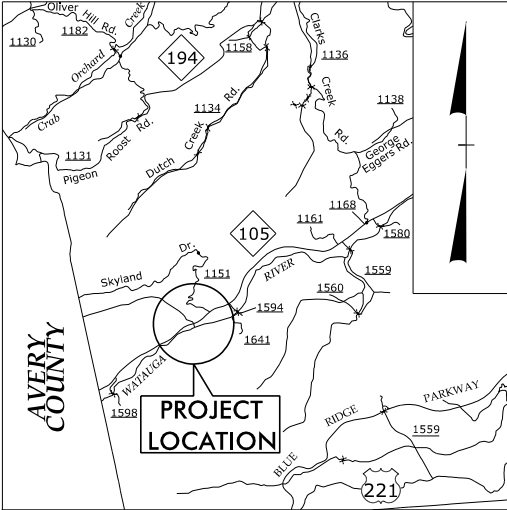 Oliver
Hill Rd.
1182
1130
Creek
Orchard
Crab
194
1158
Clarks
1136
Creek
Rd.
1138
1134
Rd.
Creek
Dutch
1131
Roost Rd.
Pigeon
George
Eggers Rd.
1168
1161
1580
105
RIVER
1559
1560
Skyland
Dr.
1151
1594
1641
WATAUGA
1598
AVERY
COUNTY
PROJECT
LOCATION
BLUE
RIDGE
PARKWAY
1559
221